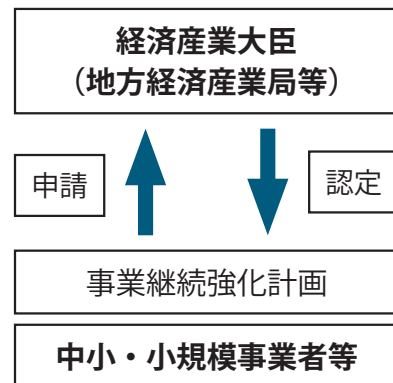 経済産業大臣
（地方経済産業局等）
申請
認定
事業継続強化計画
中小・小規模事業者等